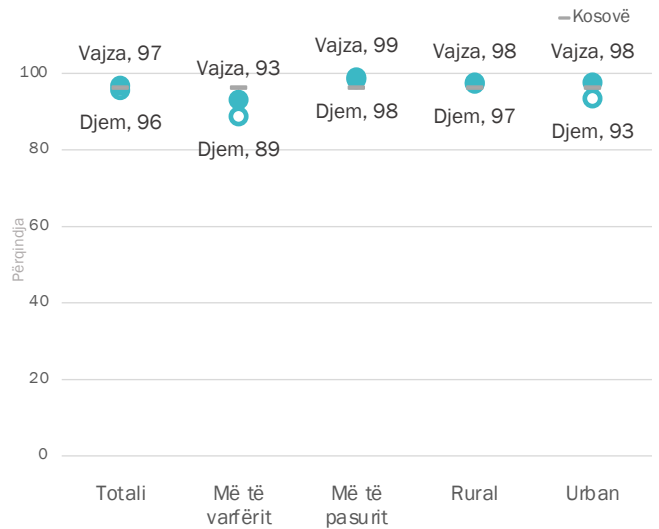 Kosovë
Vajza, 97
Vajza, 93
Vajza, 99
Vajza, 98
Vajza, 98
Djem, 96
Djem, 89
Djem, 98
Djem, 97
Djem, 93
Përqindja
100
80
60
40
20
0
Totali
Më të
varfërit
Më të
pasurit
Rural
Urban